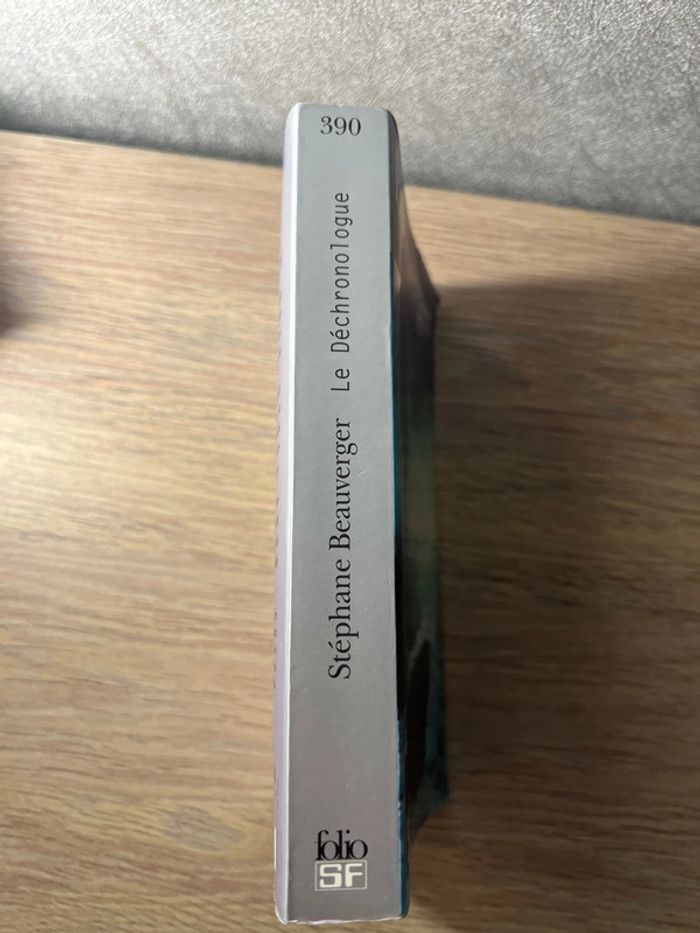 390
Stéphane Beauverger Le Déchronologue
folio
SF